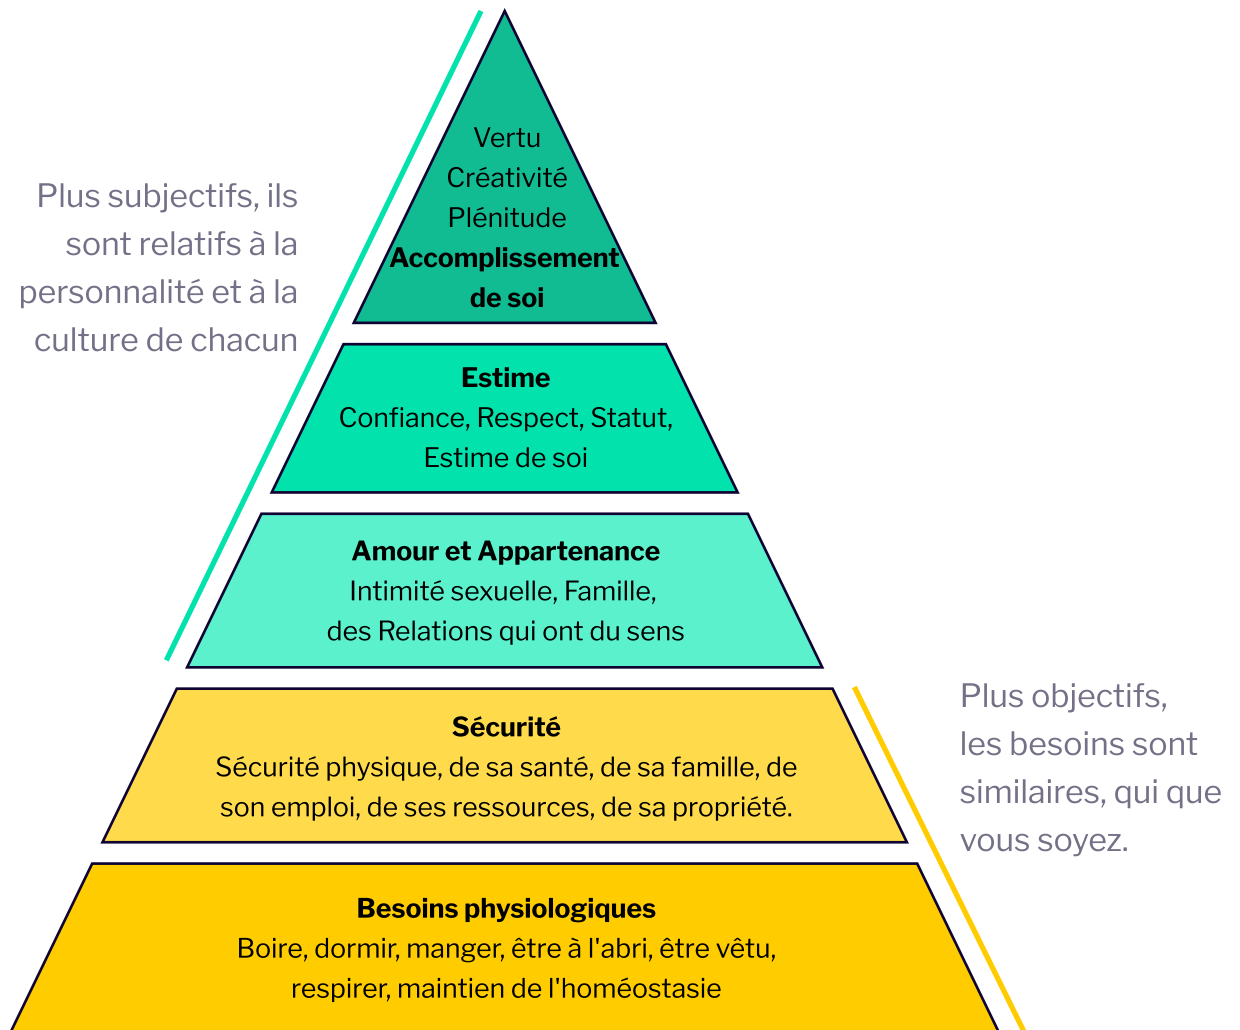 Vertu
Créativité
Plénitude
Accomplissement
de soi
Plus subjectifs, ils
sont relatifs à la
personnalité et à la
culture de chacun
Estime
Confiance, Respect, Statut,
Estime de soi
Amour et Appartenance
Intimité sexuelle, Famille,
des Relations qui ont du sens
Sécurité
Sécurité physique, de sa santé, de sa famille, de
son emploi, de ses ressources, de sa propriété.
Plus objectifs,
les besoins sont
similaires, qui que
vous soyez.
Besoins physiologiques
Boire, dormir, manger, être à l'abri, être vêtu,
respirer, maintien de l'homéostasie